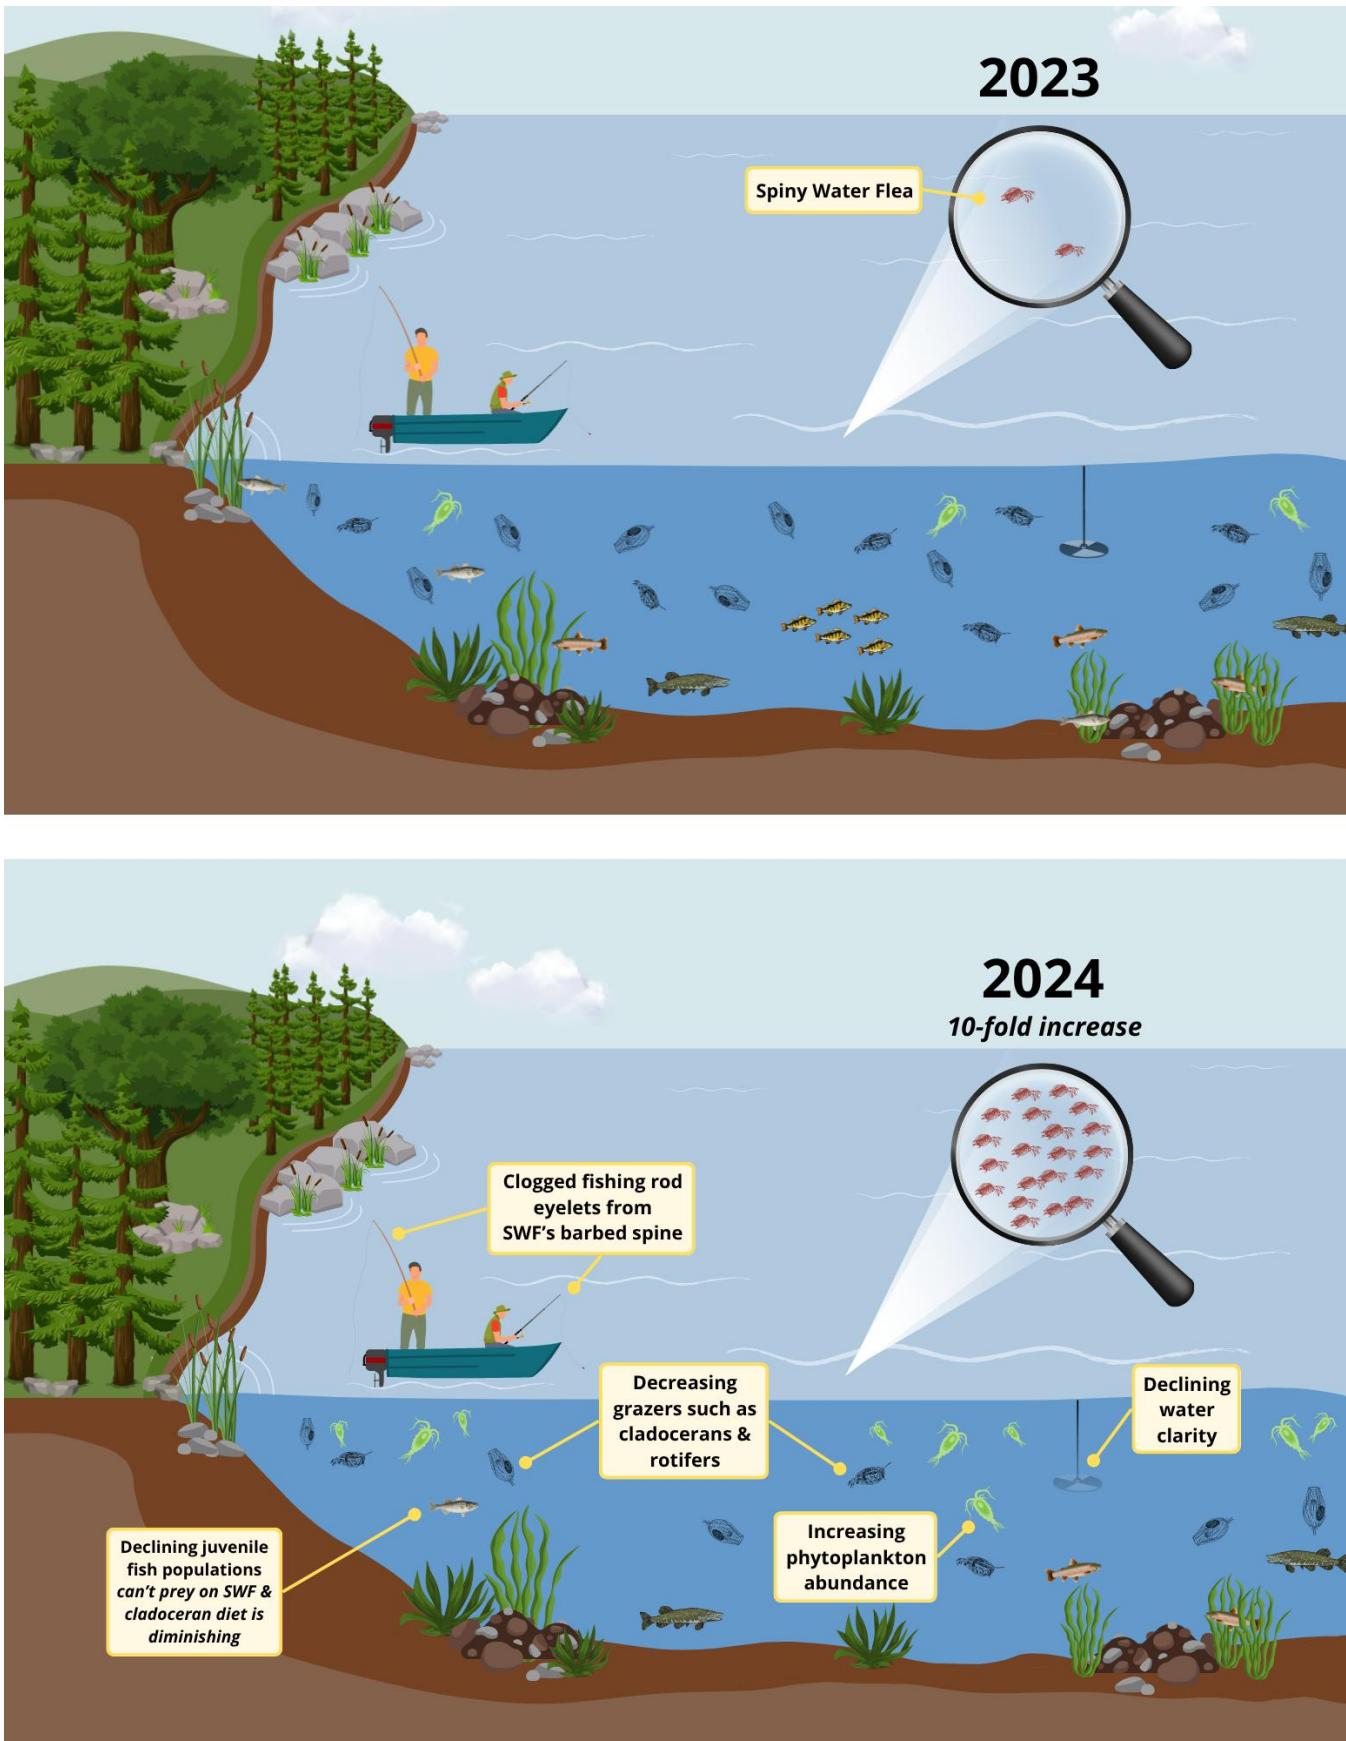 2023
Spiny Water Flea
2024
10-fold increase
Clogged fishing rod
eyelets from
SWF's barbed spine
Decreasing
grazers such as
cladocerans &
rotifers
Declining
water
clarity
Increasing
phytoplankton
abundance
Declining juvenile
fish populations
can't prey on SWF &
cladoceran diet is
diminishing